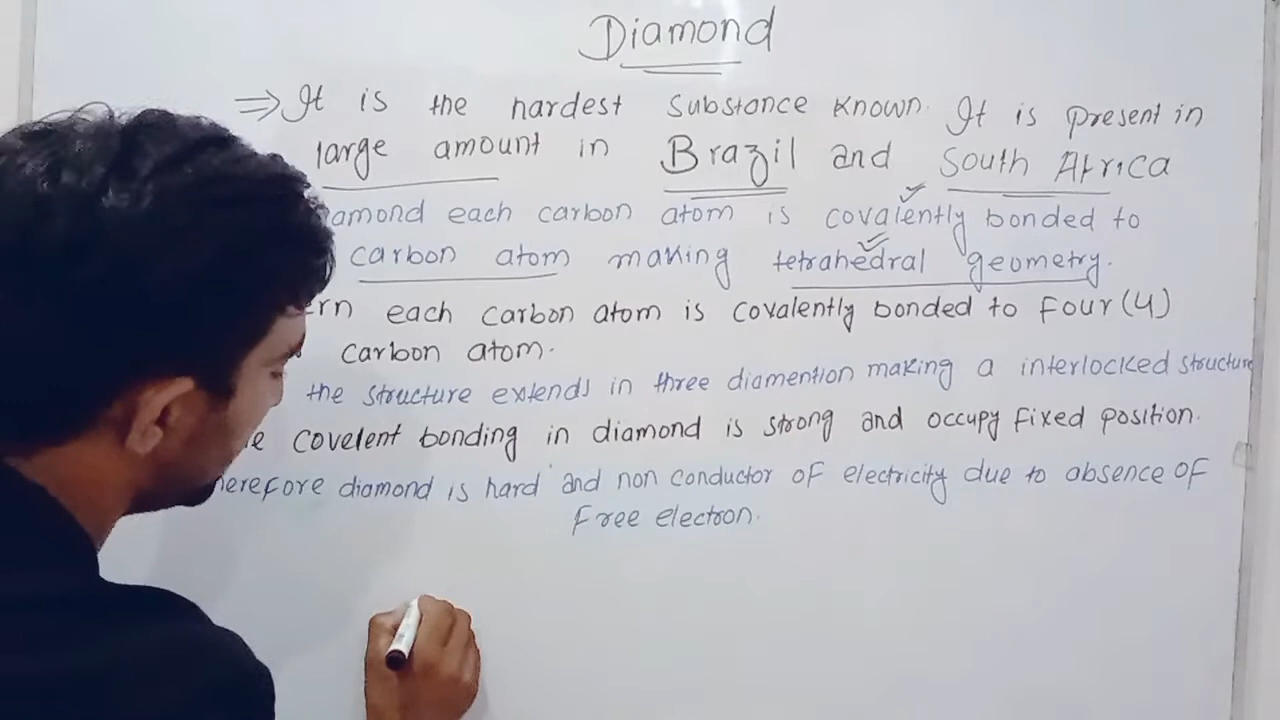 Diamond
⇒ It is the hardest substance known. It is present in
large amount in Brazil and South Africa
amond each carbon atom is covalently bonded to
carbon atom making tetrahedral geometry.
ern each carbon atom is covalently bonded to four (4)
carbon atom.
the structure extends in three diamention making a interlocked structure
e covelent bonding in diamond is strong and occupy fixed position.
herefore diamond is hard and non conductor of electricity due to absence of
free electron.